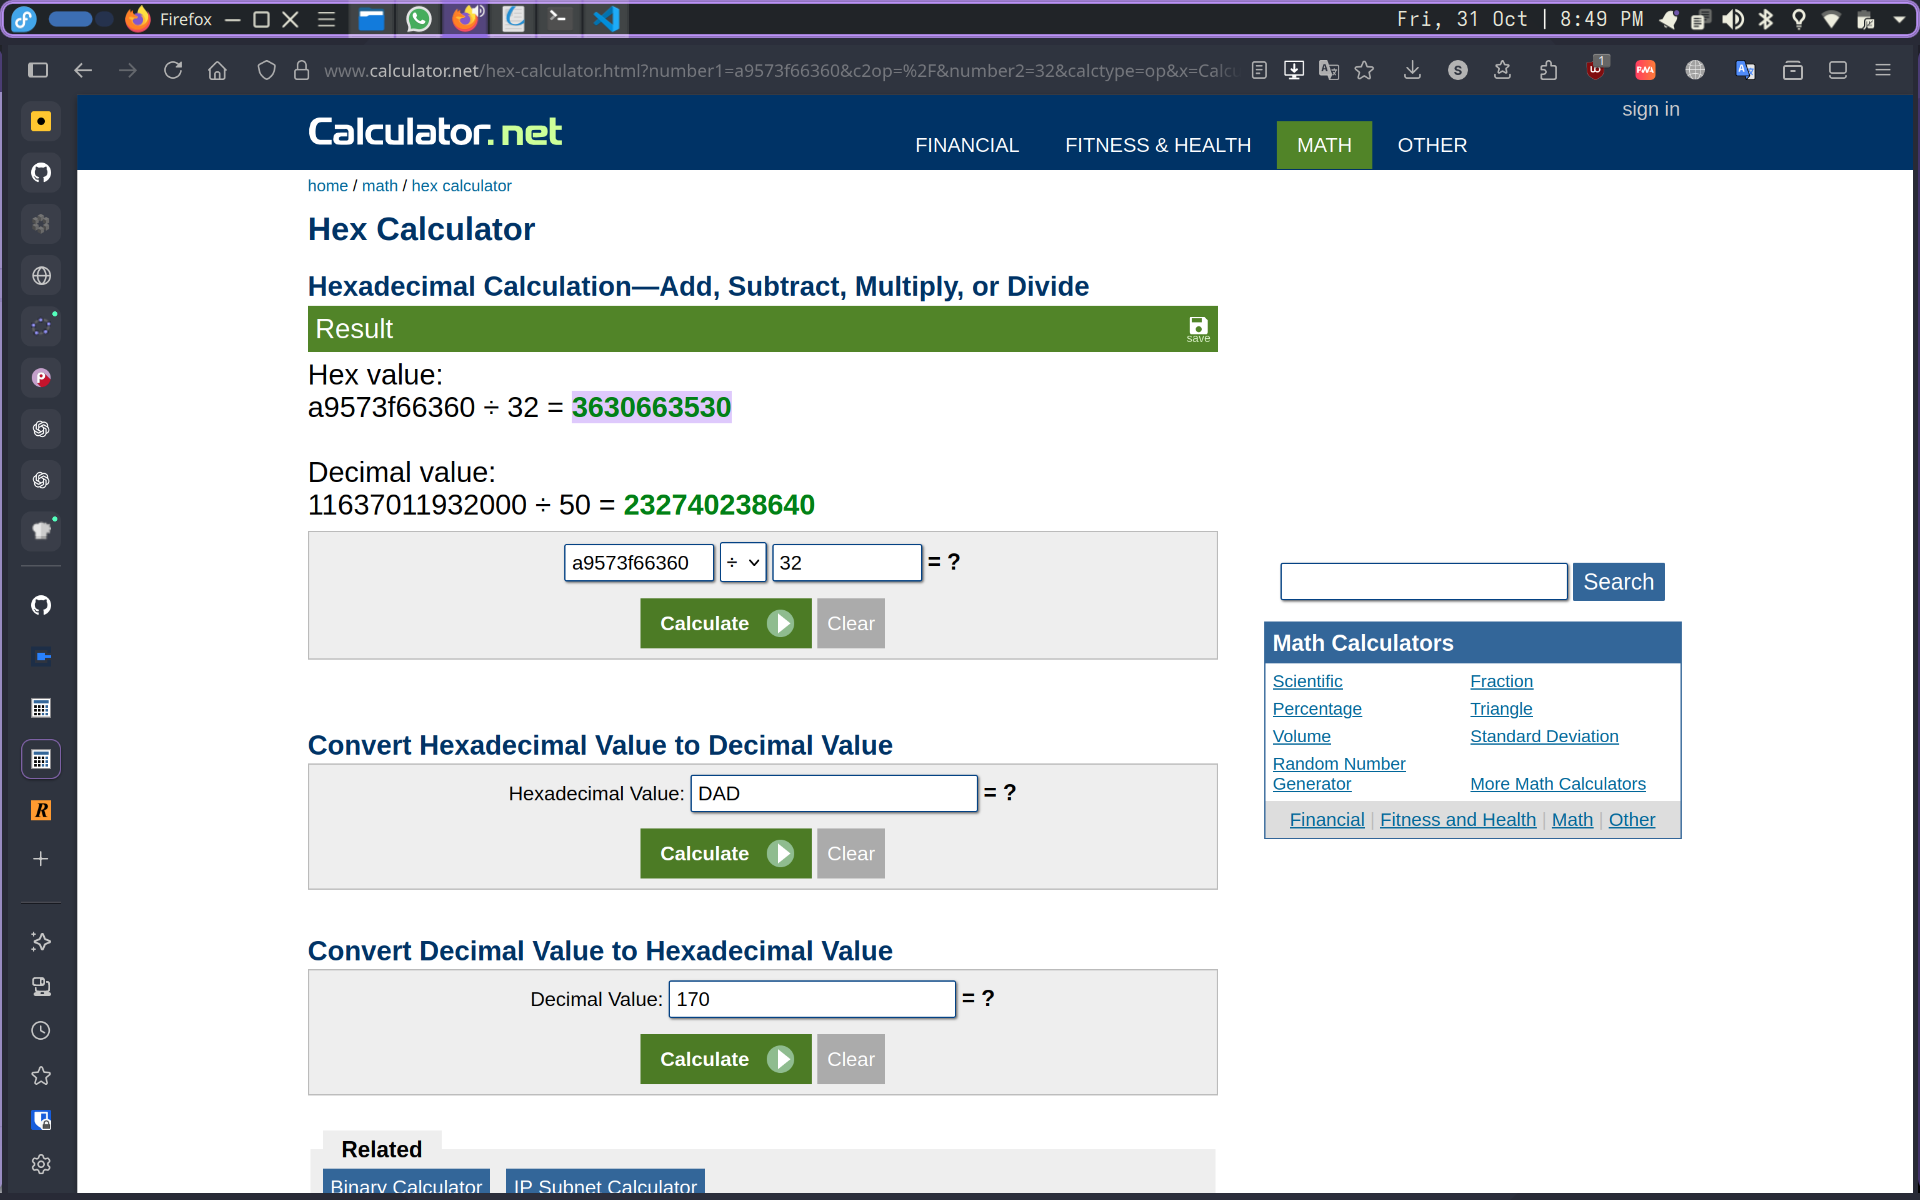 Firefox
Fri, 31 Oct | 8:49 PM
www.calculator.net/hex-calculator.html?number1=a9573f66360&c2op=%2F&number2=32&calctype=op&x=Calc
1
sign in
Calculator.net
FINANCIAL FITNESS & HEALTH MATH OTHER
home / math / hex calculator
Hex Calculator
Hexadecimal Calculation—Add, Subtract, Multiply, or Divide
Result
save
Hex value:
a9573f66360 ÷ 32 = 3630663530
Decimal value:
11637011932000 ÷ 50 = 232740238640
a9573f66360 ÷ 32 = ?
Calculate Clear
Search
Math Calculators
Scientific Fraction
Percentage Triangle
Volume Standard Deviation
Random Number
Generator More Math Calculators
Financial | Fitness and Health | Math | Other
Convert Hexadecimal Value to Decimal Value
Hexadecimal Value: DAD = ?
Calculate Clear
Convert Decimal Value to Hexadecimal Value
Decimal Value: 170 = ?
Calculate Clear
Related
Binary Calculator IP Subnet Calculator